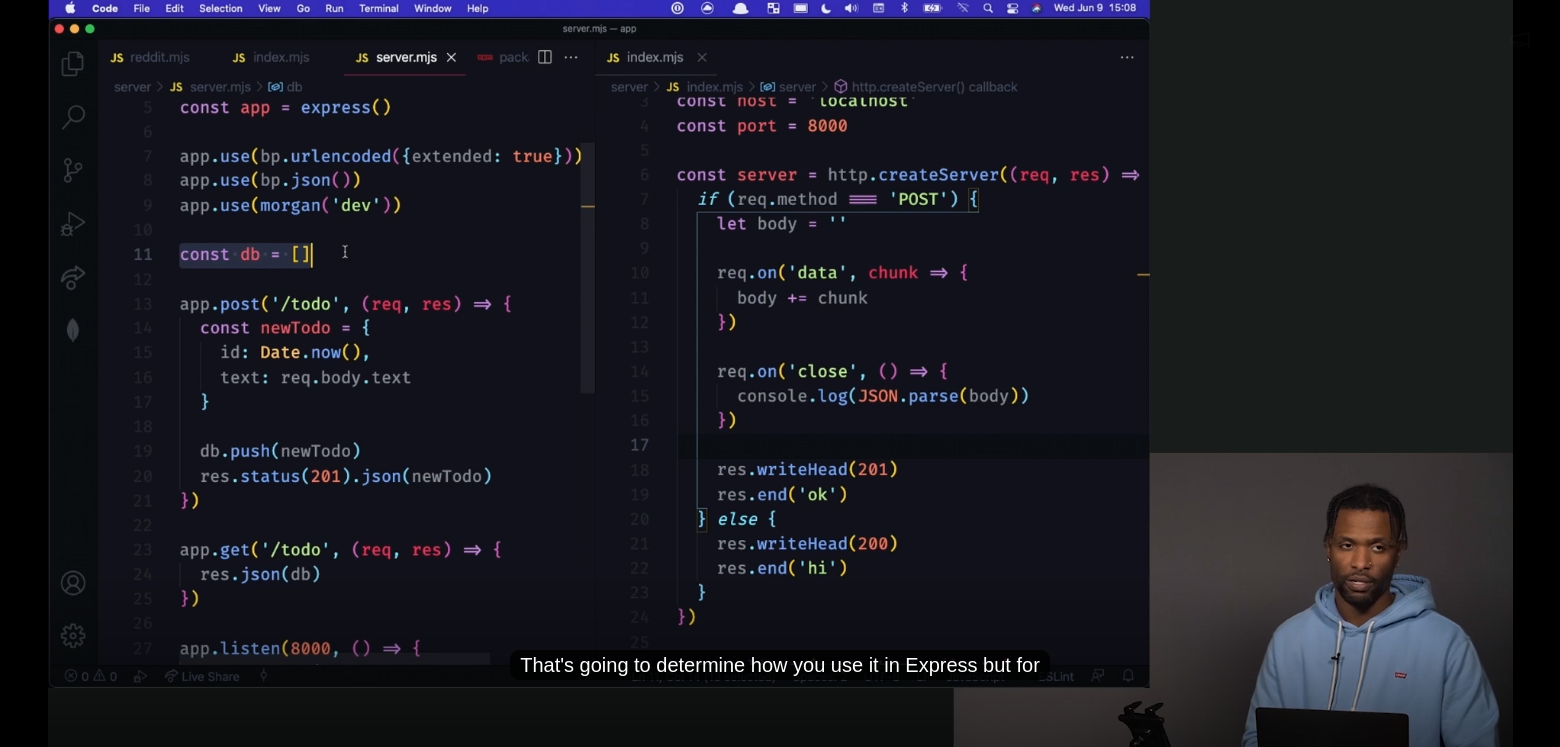 Code File Edit Selection View Go Run Terminal Window Help Wed Jun 9 15:08
server.mjs — app
JS reddit.mjs JS index.mjs JS server.mjs pack
server > JS server.mjs > db
5 const app = express()
6
7 app.use(bp.urlencoded({extended: true}))
8 app.use(bp.json())
9 app.use(morgan('dev'))
10
11 const db = []
12
13 app.post('/todo', (req, res) ⇒ {
14 const newTodo = {
15 id: Date.now(),
16 text: req.body.text
17 }
18
19 db.push(newTodo)
20 res.status(201).json(newTodo)
21 })
22
23 app.get('/todo', (req, res) ⇒ {
24 res.json(db)
25 })
26
27 app.listen(8000, () ⇒ {
JS index.mjs
server > JS index.mjs > server > http.createServer() callback
3 const host = 'localhost'
4 const port = 8000
5
6 const server = http.createServer((req, res) ⇒
7 if (req.method === 'POST') {
8 let body = ''
9
10 req.on('data', chunk ⇒ {
11 body += chunk
12 })
13
14 req.on('close', () ⇒ {
15 console.log(JSON.parse(body))
16 })
17
18 res.writeHead(201)
19 res.end('ok')
20 } else {
21 res.writeHead(200)
22 res.end('hi')
23 }
24 })
25
0 0 Live Share
That's going to determine how you use it in Express but for